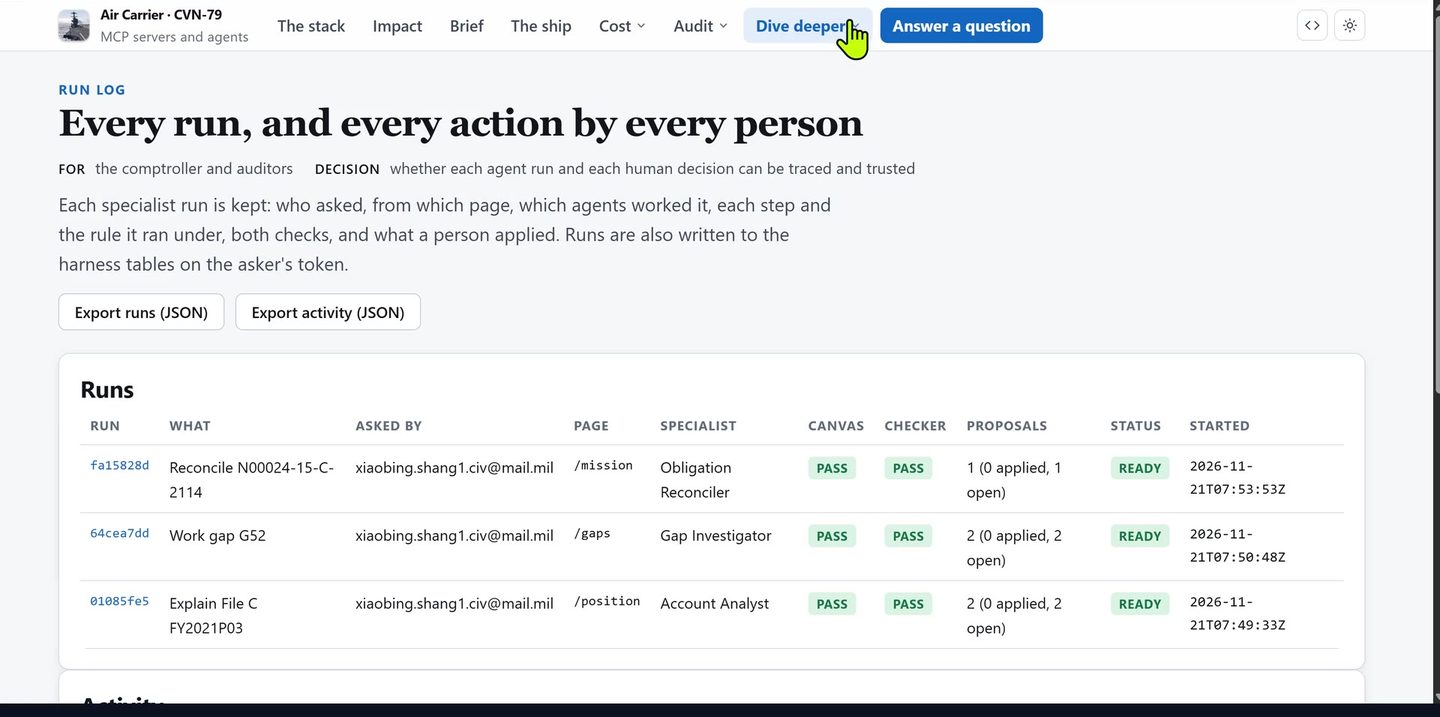 Air Carrier · CVN-79
MCP servers and agents
The stack
Impact
Brief
The ship
Cost
Audit
Dive deeper
Answer a question
RUN LOG
Every run, and every action by every person
FOR the comptroller and auditors DECISION whether each agent run and each human decision can be traced and trusted
Each specialist run is kept: who asked, from which page, which agents worked it, each step and
the rule it ran under, both checks, and what a person applied. Runs are also written to the
harness tables on the asker's token.
Export runs (JSON)
Export activity (JSON)
Runs
RUN WHAT ASKED BY PAGE SPECIALIST CANVAS CHECKER PROPOSALS STATUS STARTED
fa15828d Reconcile N00024-15-C- xiaobing.shang1.civ@mail.mil /mission Obligation PASS PASS 1 (0 applied, 1 READY 2026-11-
2114 Reconciler open) 21T07:53:53Z
64cea7dd Work gap G52 xiaobing.shang1.civ@mail.mil /gaps Gap Investigator PASS PASS 2 (0 applied, 2 READY 2026-11-
open) 21T07:50:48Z
01085fe5 Explain File C xiaobing.shang1.civ@mail.mil /position Account Analyst PASS PASS 2 (0 applied, 2 READY 2026-11-
FY2021P03 open) 21T07:49:33Z
Activity